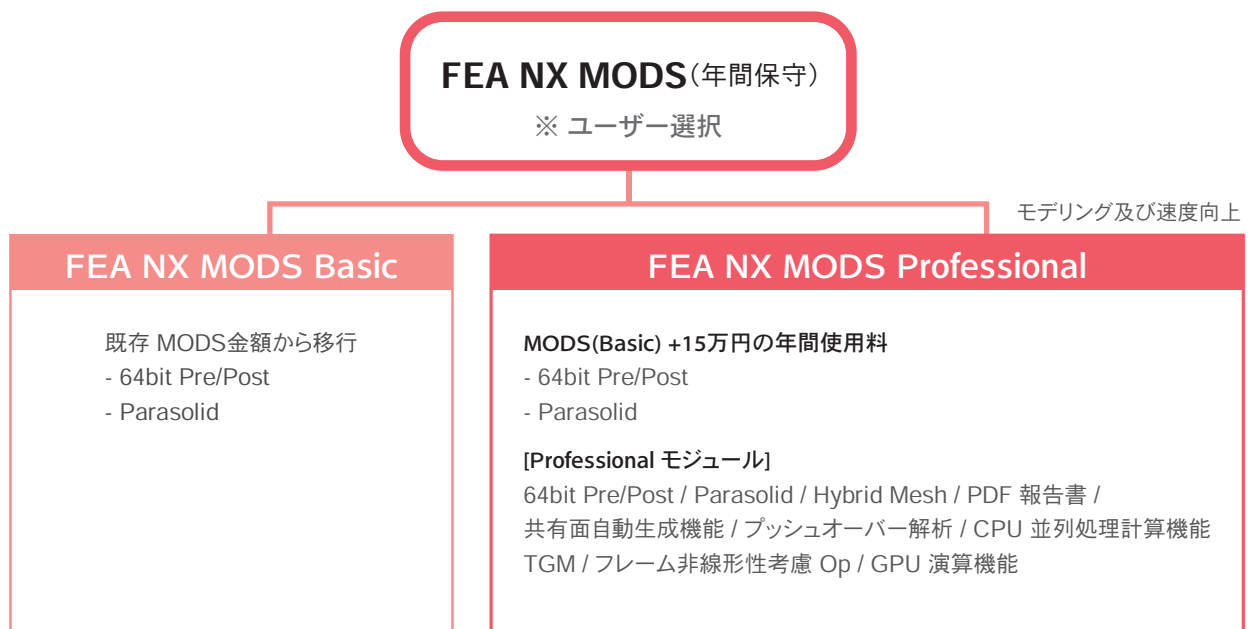 FEA NX MODS(年間保守)
※ ユーザー選択
モデリング及び速度向上
FEA NX MODS Basic
既存 MODS金額から移行
- 64bit Pre/Post
- Parasolid
FEA NX MODS Professional
MODS(Basic) +15万円の年間使用料
- 64bit Pre/Post
- Parasolid
[Professional モジュール]
64bit Pre/Post / Parasolid / Hybrid Mesh / PDF 報告書 /
共有面自動生成機能 / プッシュオーバー解析 / CPU 並列処理計算機能
TGM / フレーム非線形性考慮 Op / GPU 演算機能